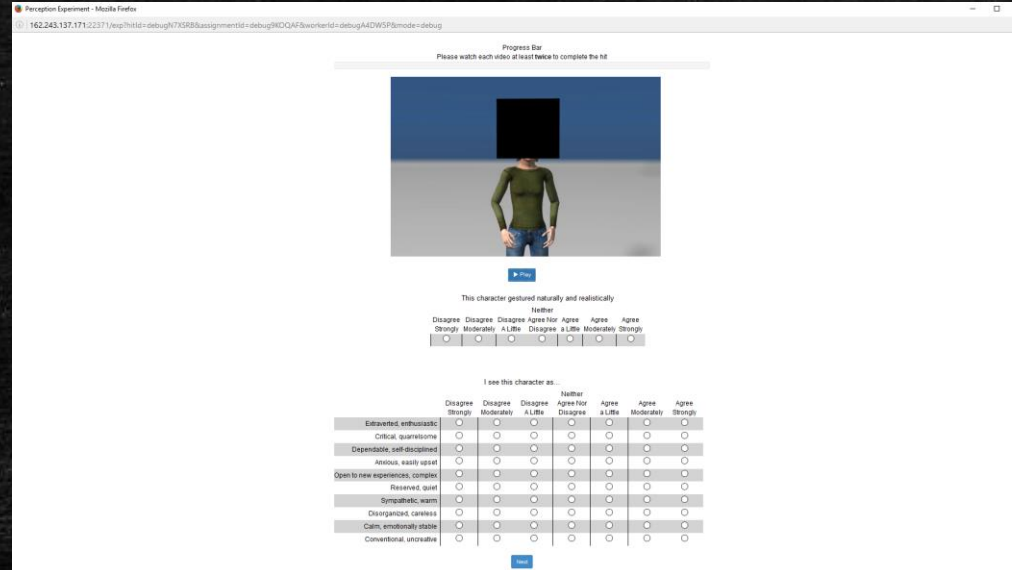 Perception Experiment - Mozilla Firefox
162.243.137.171:22371/exp?hitId=debugN7XSRB&assignmentId=debug9KDQAF&workerId=debugA4DW5P&mode=debug
Progress Bar
Please watch each video at least twice to complete the hit
Play
This character gestured naturally and realistically
Neither
Disagree Disagree Disagree Agree Nor Agree Agree Agree
Strongly Moderately A Little Disagree a Little Moderately Strongly
I see this character as...
Neither
Disagree Disagree Disagree Agree Nor Agree Agree Agree
Strongly Moderately A Little Disagree a Little Moderately Strongly
Extraverted, enthusiastic
Critical, quarrelsome
Dependable, self-disciplined
Anxious, easily upset
Open to new experiences, complex
Reserved, quiet
Sympathetic, warm
Disorganized, careless
Calm, emotionally stable
Conventional, uncreative
Next